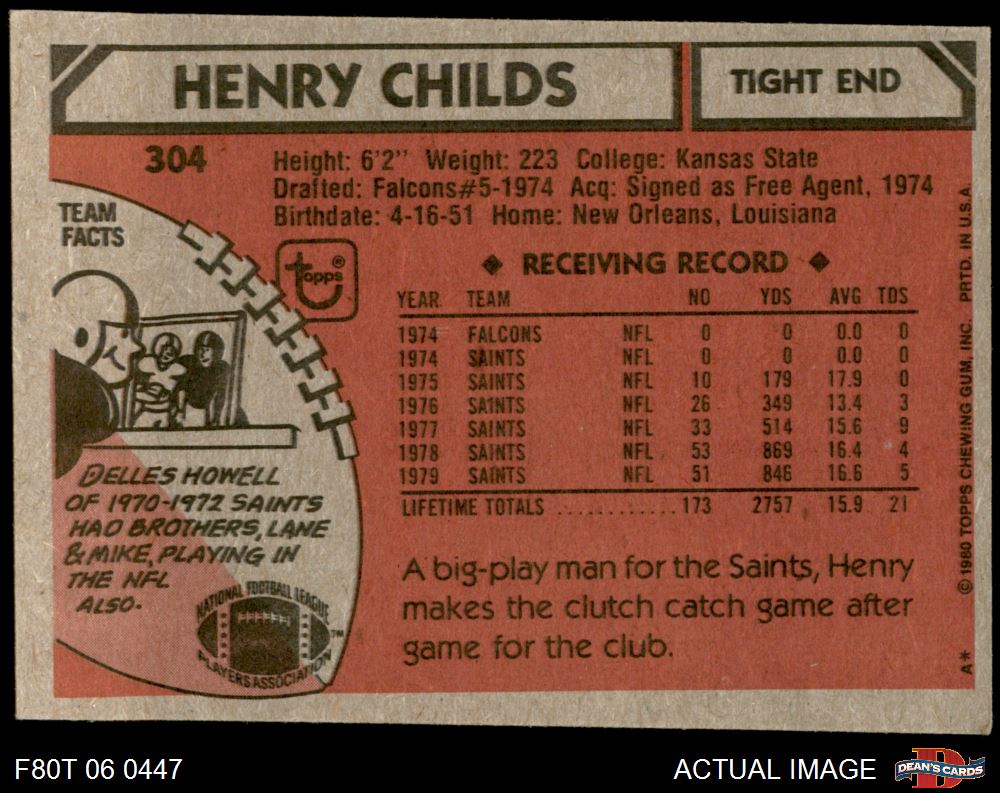 HENRY CHILDS
TIGHT END
304
Height: 6'2" Weight: 223 College: Kansas State
Drafted: Falcons#5-1974 Acq: Signed as Free Agent, 1974
Birthdate: 4-16-51 Home: New Orleans, Louisiana
TEAM
FACTS
topps®
◆ RECEIVING RECORD ◆
YEAR TEAM NO YDS AVG TDS
1974 FALCONS NFL 0 0 0.0 0
1974 SAINTS NFL 0 0 0.0 0
1975 SAINTS NFL 10 179 17.9 0
1976 SAINTS NFL 26 349 13.4 3
1977 SAINTS NFL 33 514 15.6 9
1978 SAINTS NFL 53 869 16.4 4
1979 SAINTS NFL 51 846 16.6 5
LIFETIME TOTALS ............ 173 2757 15.9 21
DELLES HOWELL
OF 1970-1972 SAINTS
HAD BROTHERS, LANE
& MIKE, PLAYING IN
THE NFL
ALSO.
NATIONAL FOOTBALL LEAGUE
PLAYERS ASSOCIATION
TM
A big-play man for the Saints, Henry
makes the clutch catch game after
game for the club.
A* ©1980 TOPPS CHEWING GUM, INC. PRTD. IN U.S.A.
F80T 06 0447
ACTUAL IMAGE
DEAN'S CARDS